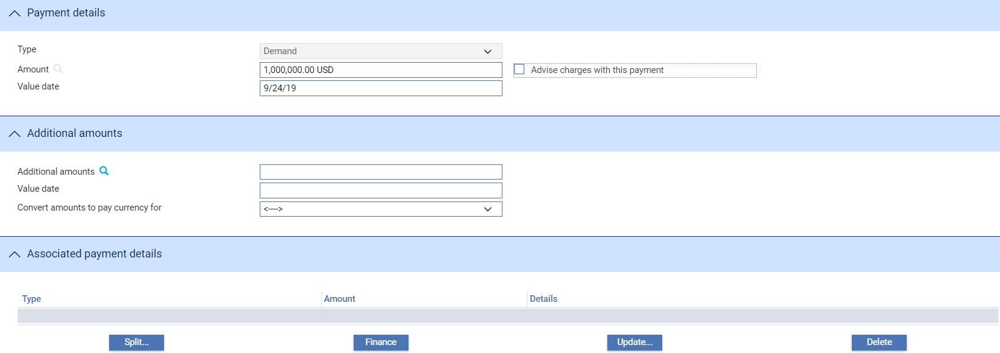 Payment details
Type
Demand
Amount
1,000,000.00 USD
Advise charges with this payment
Value date
9/24/19
Additional amounts
Additional amounts
Value date
Convert amounts to pay currency for
<---->
Associated payment details
Type Amount Details
Split... Finance Update... Delete